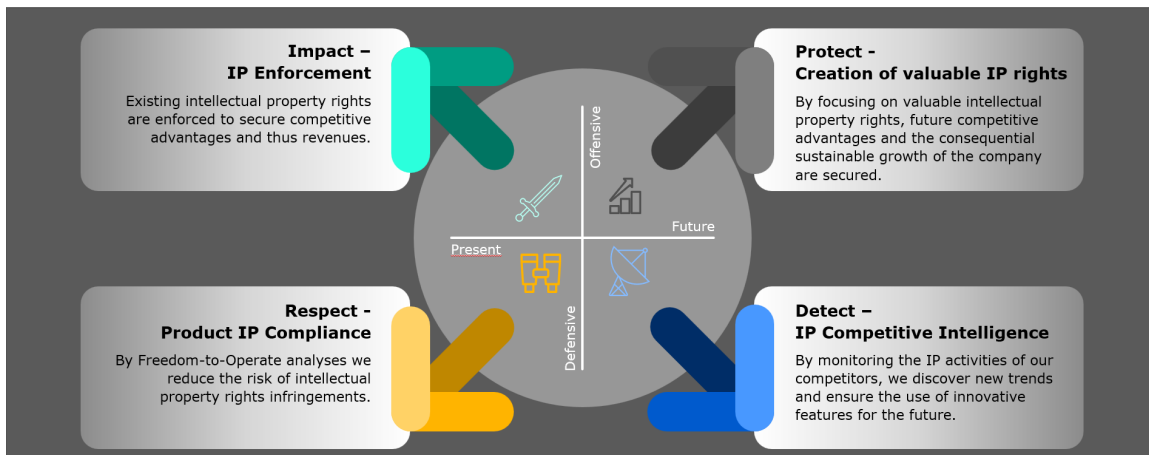 Impact –
IP Enforcement
Existing intellectual property rights
are enforced to secure competitive
advantages and thus revenues.
Protect -
Creation of valuable IP rights
By focusing on valuable intellectual
property rights, future competitive
advantages and the consequential
sustainable growth of the company
are secured.
Offensive
Future
Present
Defensive
Respect -
Product IP Compliance
By Freedom-to-Operate analyses we
reduce the risk of intellectual
property rights infringements.
Detect –
IP Competitive Intelligence
By monitoring the IP activities of our
competitors, we discover new trends
and ensure the use of innovative
features for the future.